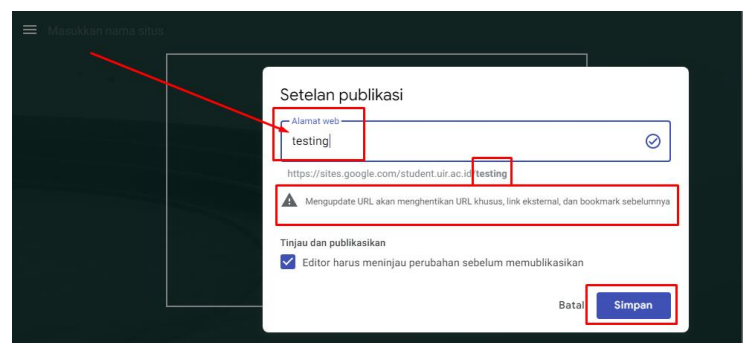 Masukkan nama situs
Setelan publikasi
Alamat web
testing
https://sites.google.com/student.uir.ac.id/testing
Mengupdate URL akan menghentikan URL khusus, link eksternal, dan bookmark sebelumnya
Tinjau dan publikasikan
Editor harus meninjau perubahan sebelum memublikasikan
Batal Simpan